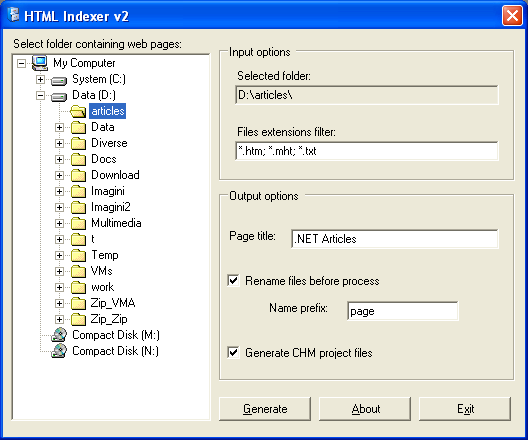 HTML Indexer v2
Select folder containing web pages:
My Computer
System (C:)
Data (D:)
articles
Data
Diverse
Docs
Download
Imagini
Imagini2
Multimedia
t
Temp
VMs
work
Zip_VMA
Zip_Zip
Compact Disk (M:)
Compact Disk (N:)
Input options
Selected folder:
D:\articles\
Files extensions filter:
*.htm; *.mht; *.txt
Output options
Page title: .NET Articles
Rename files before process
Name prefix: page
Generate CHM project files
Generate About Exit